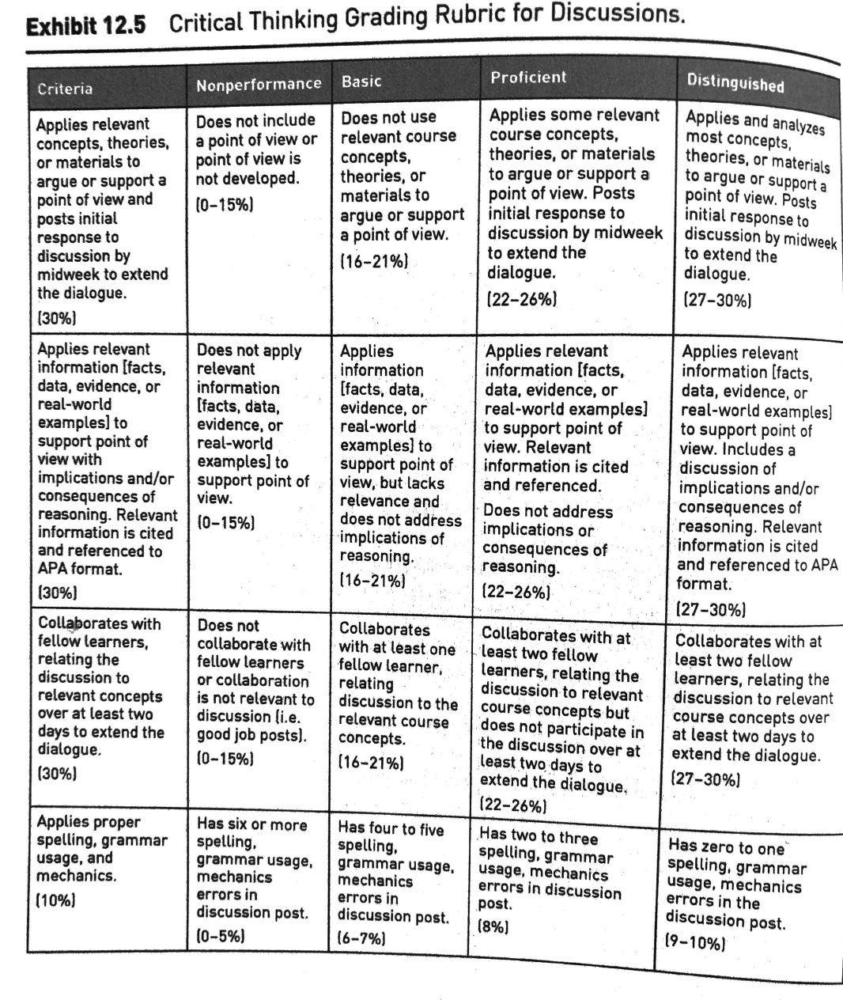 Exhibit 12.5 Critical Thinking Grading Rubric for Discussions.
Criteria
Nonperformance
Basic
Proficient
Distinguished
Applies relevant
concepts, theories,
or materials to
argue or support a
point of view and
posts initial
response to
discussion by
midweek to extend
the dialogue.
(30%)
Does not include
a point of view or
point of view is
not developed.
(0–15%)
Does not use
relevant course
concepts,
theories, or
materials to
argue or support
a point of view.
(16–21%)
Applies some relevant
course concepts,
theories, or materials
to argue or support a
point of view. Posts
initial response to
discussion by midweek
to extend the
dialogue.
(22–26%)
Applies and analyzes
most concepts,
theories, or materials
to argue or support a
point of view. Posts
initial response to
discussion by midweek
to extend the
dialogue.
(27–30%)
Applies relevant
information [facts,
data, evidence, or
real-world
examples] to
support point of
view with
implications and/or
consequences of
reasoning. Relevant
information is cited
and referenced to
APA format.
(30%)
Does not apply
relevant
information
[facts, data,
evidence, or
real-world
examples] to
support point of
view.
(0–15%)
Applies
information
[facts, data,
evidence, or
real-world
examples] to
support point of
view, but lacks
relevance and
does not address
implications of
reasoning.
(16–21%)
Applies relevant
information [facts,
data, evidence, or
real-world examples]
to support point of
view. Relevant
information is cited
and referenced.
Does not address
implications or
consequences of
reasoning.
(22–26%)
Applies relevant
information [facts,
data, evidence, or
real-world examples]
to support point of
view. Includes a
discussion of
implications and/or
consequences of
reasoning. Relevant
information is cited
and referenced to APA
format.
(27–30%)
Collaborates with
fellow learners,
relating the
discussion to
relevant concepts
over at least two
days to extend the
dialogue.
(30%)
Does not
collaborate with
fellow learners
or collaboration
is not relevant to
discussion (i.e.
good job posts).
(0–15%)
Collaborates
with at least one
fellow learner,
relating
discussion to the
relevant course
concepts.
(16–21%)
Collaborates with at
least two fellow
learners, relating the
discussion to relevant
course concepts but
does not participate in
the discussion over at
least two days to
extend the dialogue.
(22–26%)
Collaborates with at
least two fellow
learners, relating the
discussion to relevant
course concepts over
at least two days to
extend the dialogue.
(27–30%)
Applies proper
spelling, grammar
usage, and
mechanics.
(10%)
Has six or more
spelling,
grammar usage,
mechanics
errors in
discussion post.
(0–5%)
Has four to five
spelling,
grammar usage,
mechanics
errors in
discussion post.
(6–7%)
Has two to three
spelling, grammar
usage, mechanics
errors in discussion
post.
(8%)
Has zero to one
spelling, grammar
usage, mechanics
errors in the
discussion post.
(9–10%)